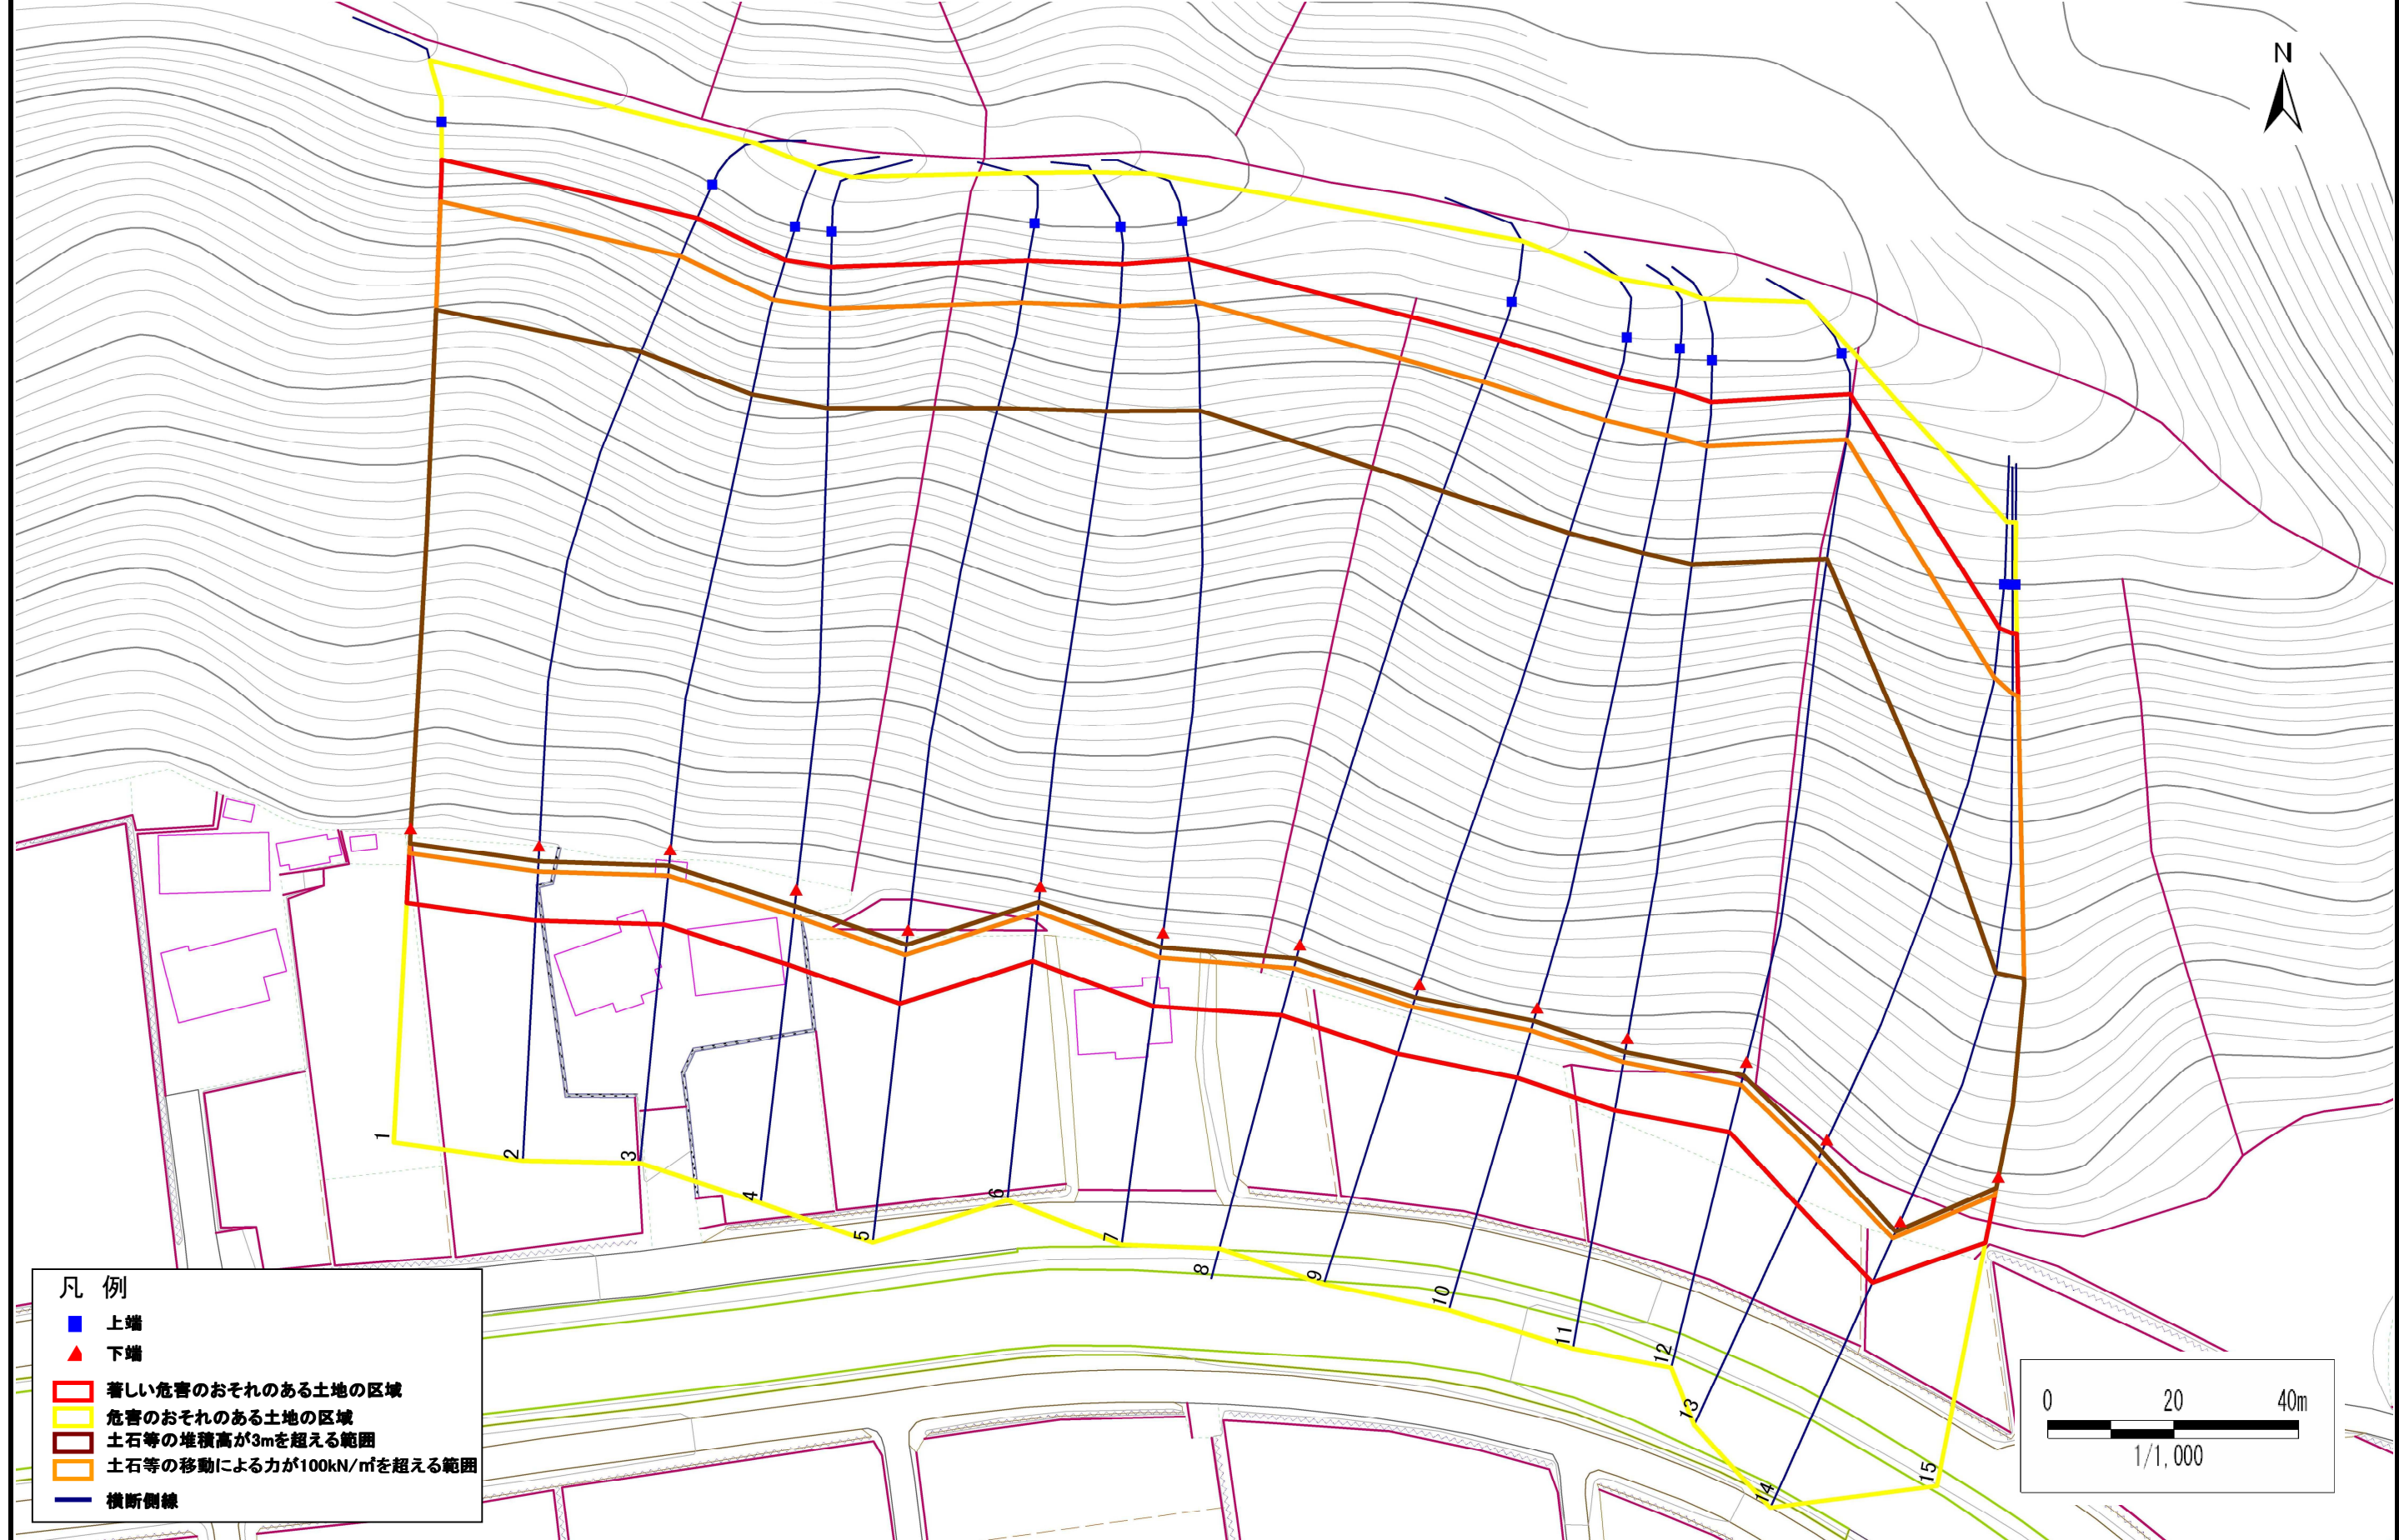 N
1
2
3
4
5
6
7
8
9
10
11
12
13
14
15
凡 例
上端
下端
著しい危害のおそれのある土地の区域
危害のおそれのある土地の区域
土石等の堆積高が3mを超える範囲
土石等の移動による力が100kN/㎡を超える範囲
横断側線
0 20 40m
1/1,000